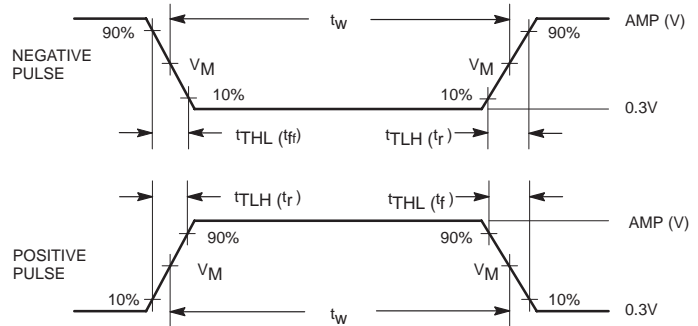 tw
AMP (V)
90%
90%
NEGATIVE
PULSE
VM
VM
10%
10%
0.3V
tTHL (tff)
tTLH (tr)
tTLH (tr)
tTHL (tf)
AMP (V)
90%
90%
POSITIVE
PULSE
VM
VM
10%
10%
tw
0.3V